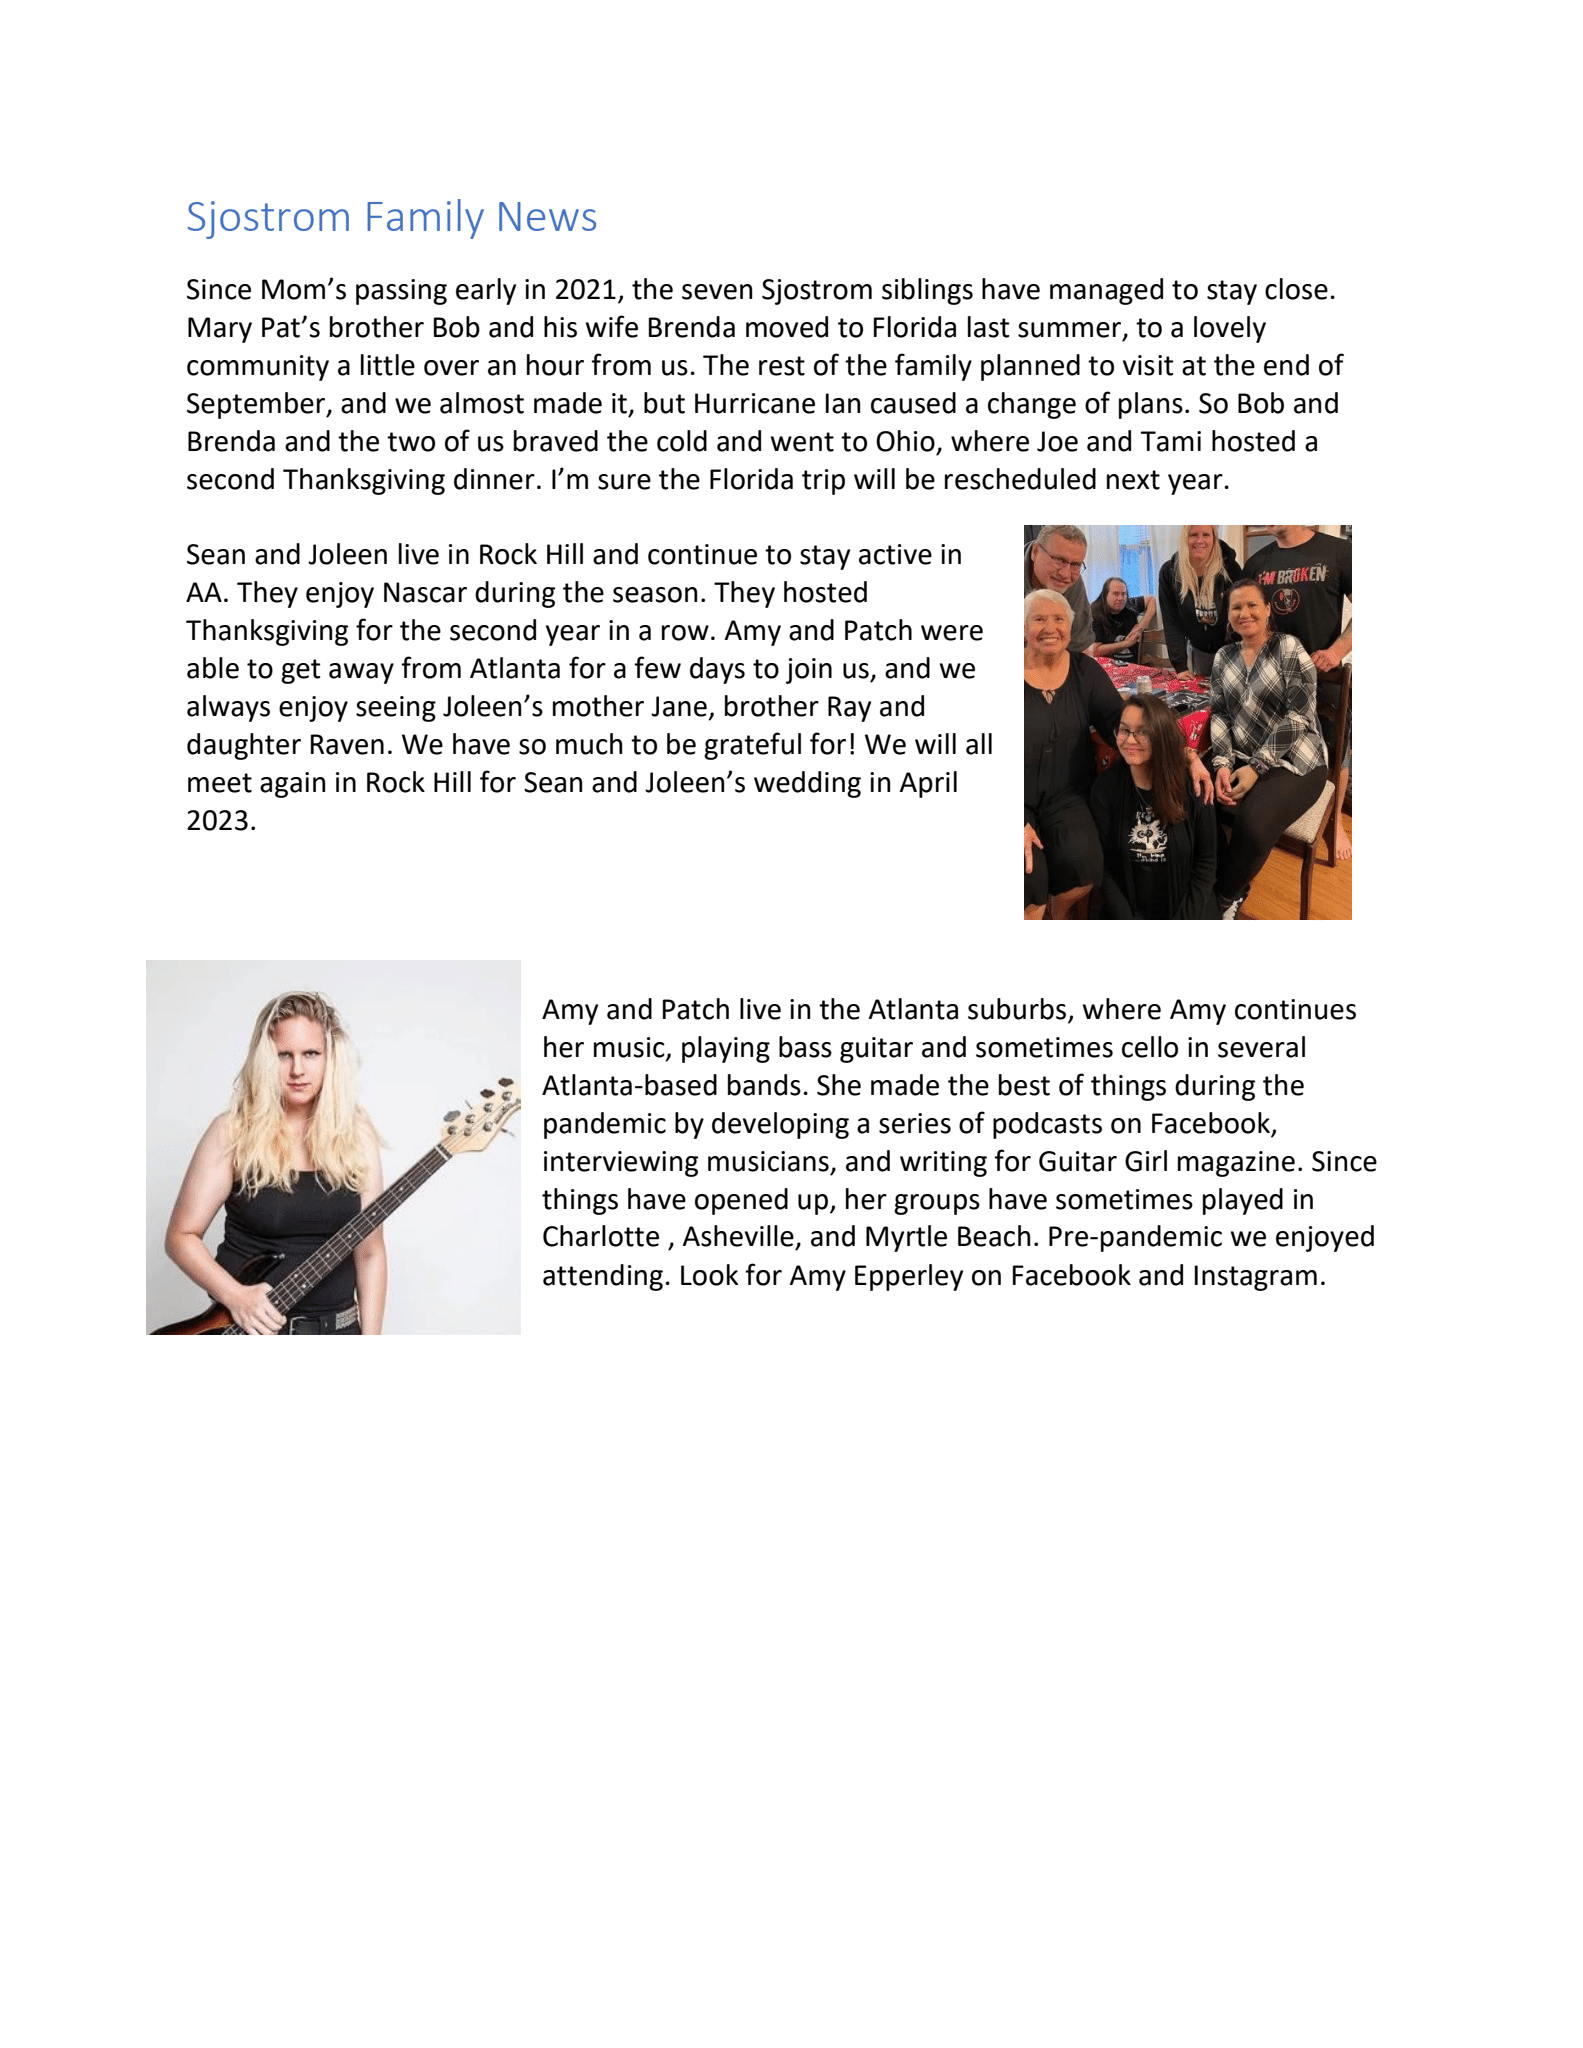 Sjostrom Family News
Since Mom’s passing early in 2021, the seven Sjostrom siblings have managed to stay close.
Mary Pat’s brother Bob and his wife Brenda moved to Florida last summer, to a lovely
community a little over an hour from us. The rest of the family planned to visit at the end of
September, and we almost made it, but Hurricane Ian caused a change of plans. So Bob and
Brenda and the two of us braved the cold and went to Ohio, where Joe and Tami hosted a
second Thanksgiving dinner. I’m sure the Florida trip will be rescheduled next year.
Sean and Joleen live in Rock Hill and continue to stay active in
AA. They enjoy Nascar during the season. They hosted
Thanksgiving for the second year in a row. Amy and Patch were
able to get away from Atlanta for a few days to join us, and we
always enjoy seeing Joleen’s mother Jane, brother Ray and
daughter Raven. We have so much to be grateful for! We will all
meet again in Rock Hill for Sean and Joleen’s wedding in April
2023.
I'M BROKEN
Amy and Patch live in the Atlanta suburbs, where Amy continues
her music, playing bass guitar and sometimes cello in several
Atlanta-based bands. She made the best of things during the
pandemic by developing a series of podcasts on Facebook,
interviewing musicians, and writing for Guitar Girl magazine. Since
things have opened up, her groups have sometimes played in
Charlotte , Asheville, and Myrtle Beach. Pre-pandemic we enjoyed
attending. Look for Amy Epperley on Facebook and Instagram.